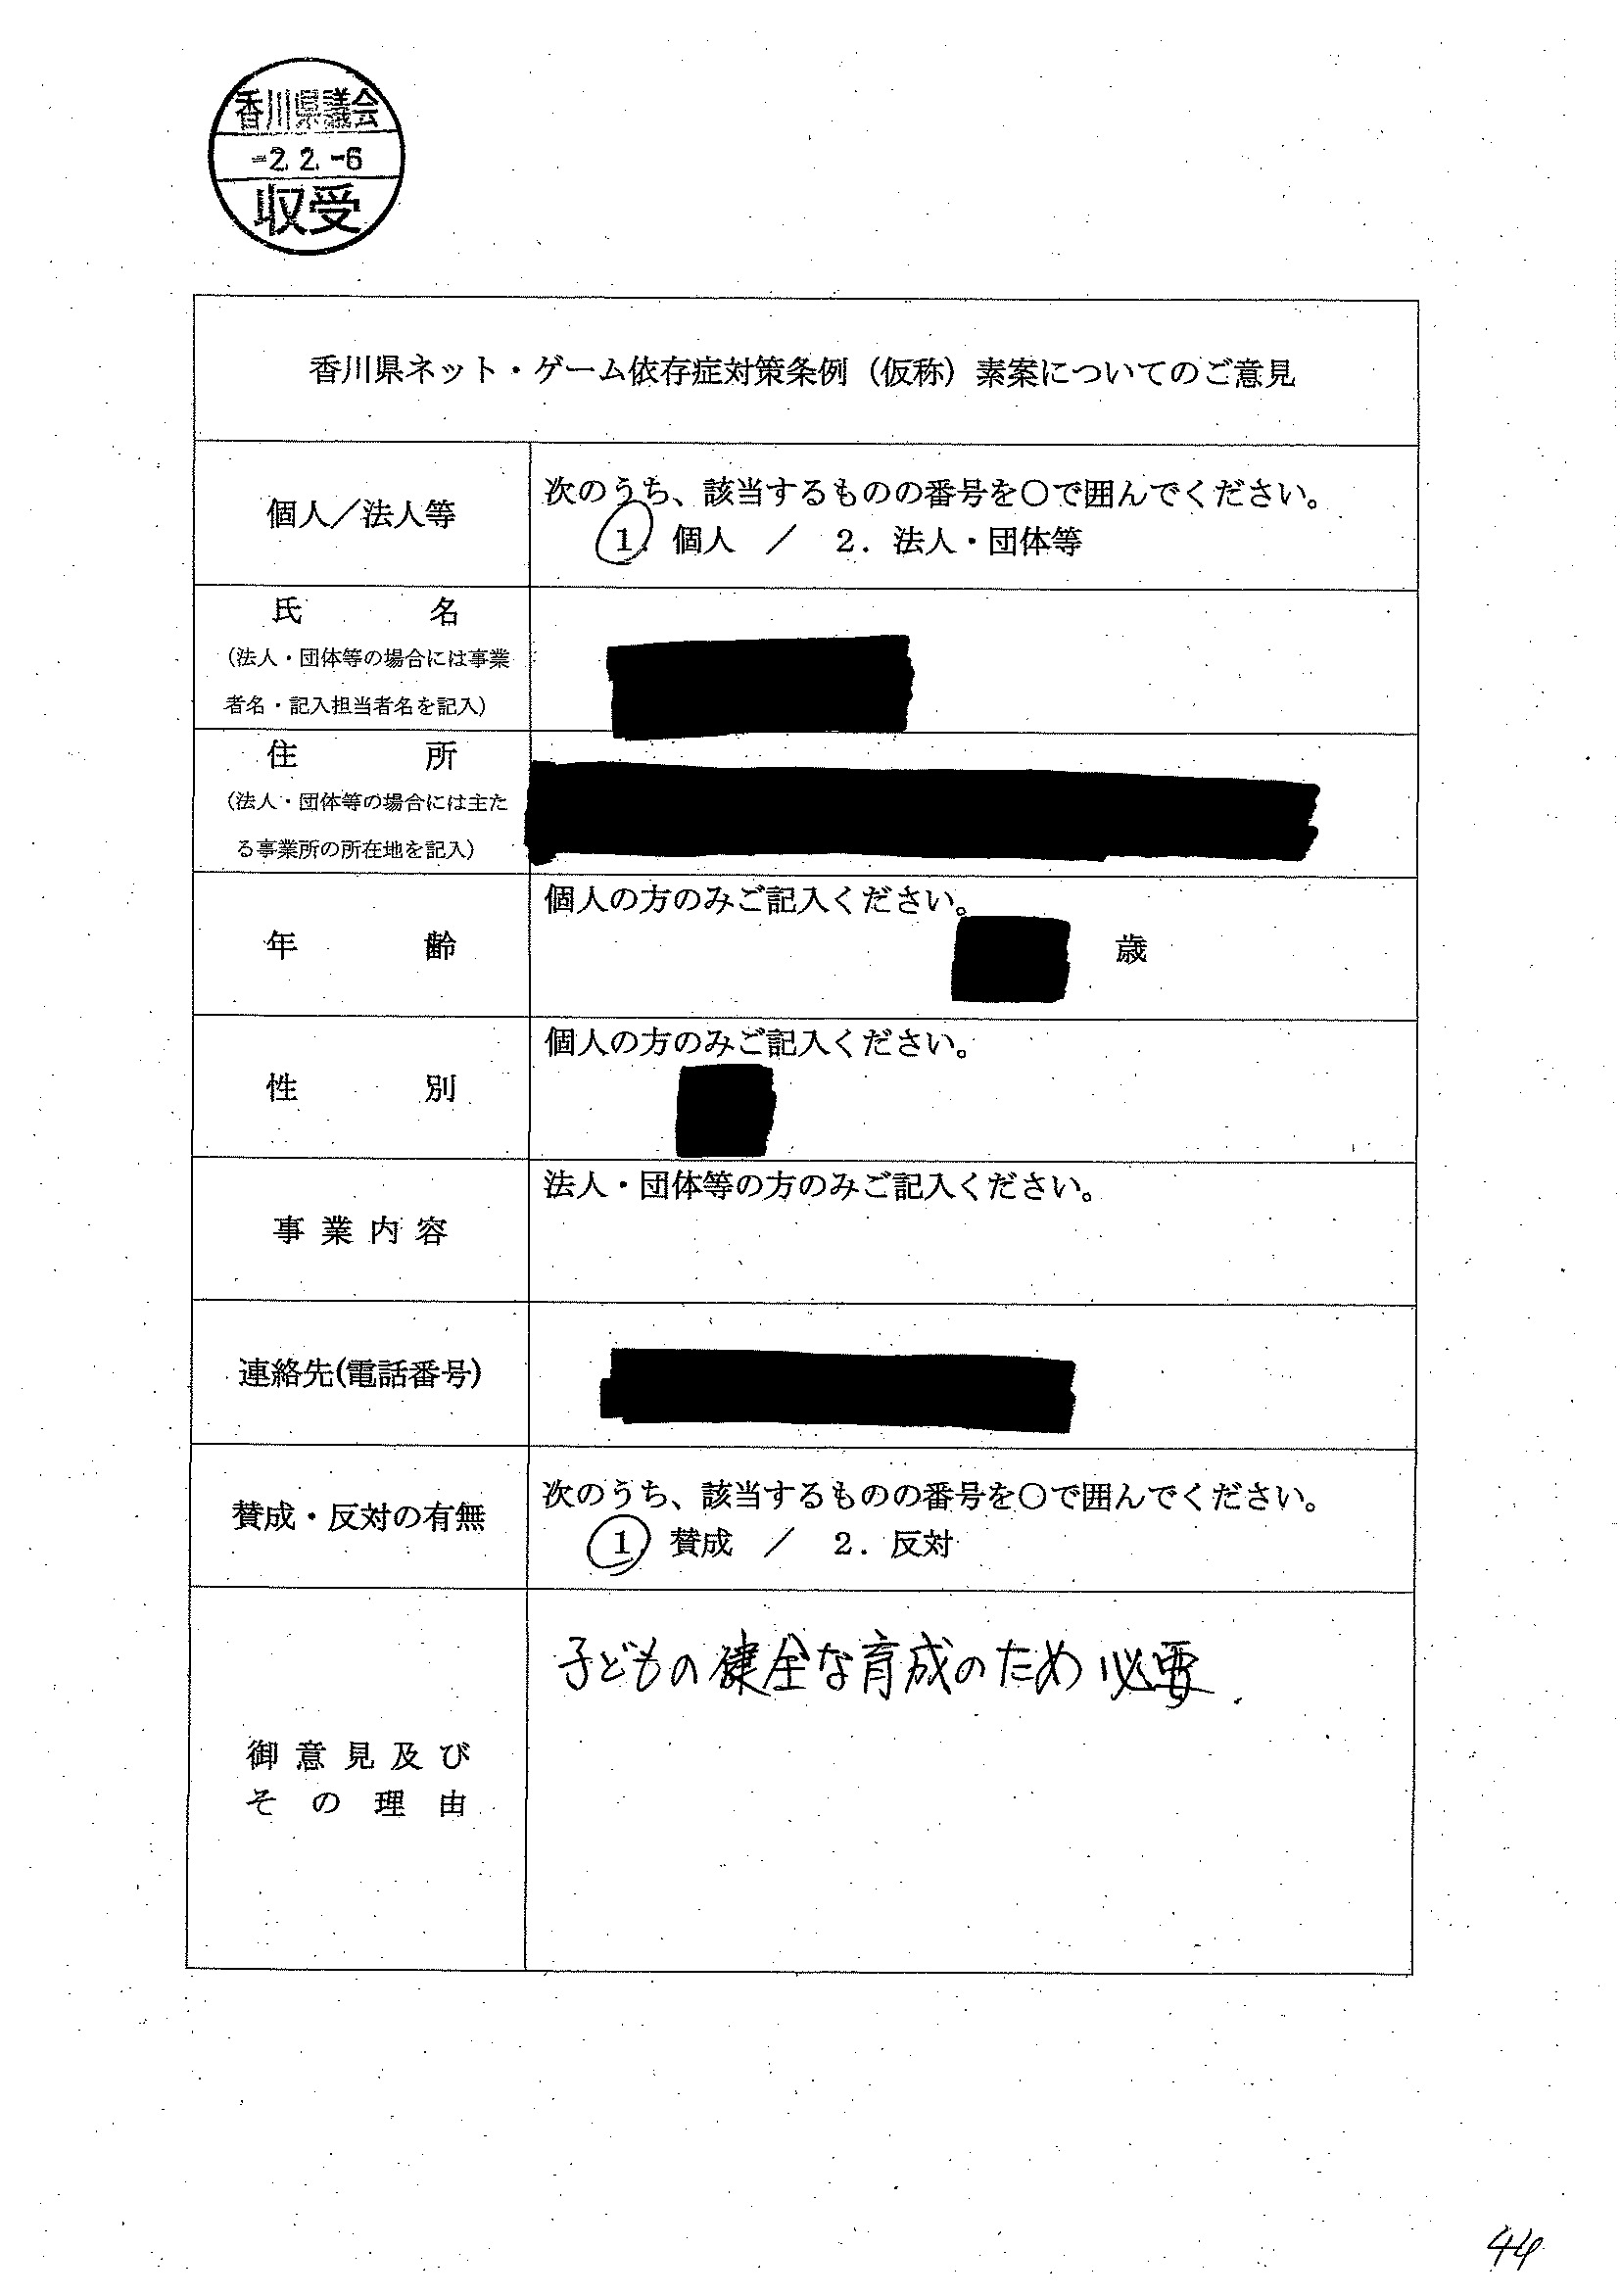 香川県議会
-2.2.-6
収受
香川県ネット・ゲーム依存症対策条例（仮称）素案についてのご意見
個人／法人等
次のうち、該当するものの番号を○で囲んでください。
1. 個人 ／ 2. 法人・団体等
氏名
（法人・団体等の場合には事業
者名・記入担当者名を記入）
住所
（法人・団体等の場合には主た
る事業所の所在地を記入）
年齢
個人の方のみご記入ください。
歳
性別
個人の方のみご記入ください。
事業内容
法人・団体等の方のみご記入ください。
連絡先(電話番号)
賛成・反対の有無
次のうち、該当するものの番号を○で囲んでください。
1 賛成 ／ 2. 反対
御意見及び
その理由
子どもの健全な育成のため必要.
44